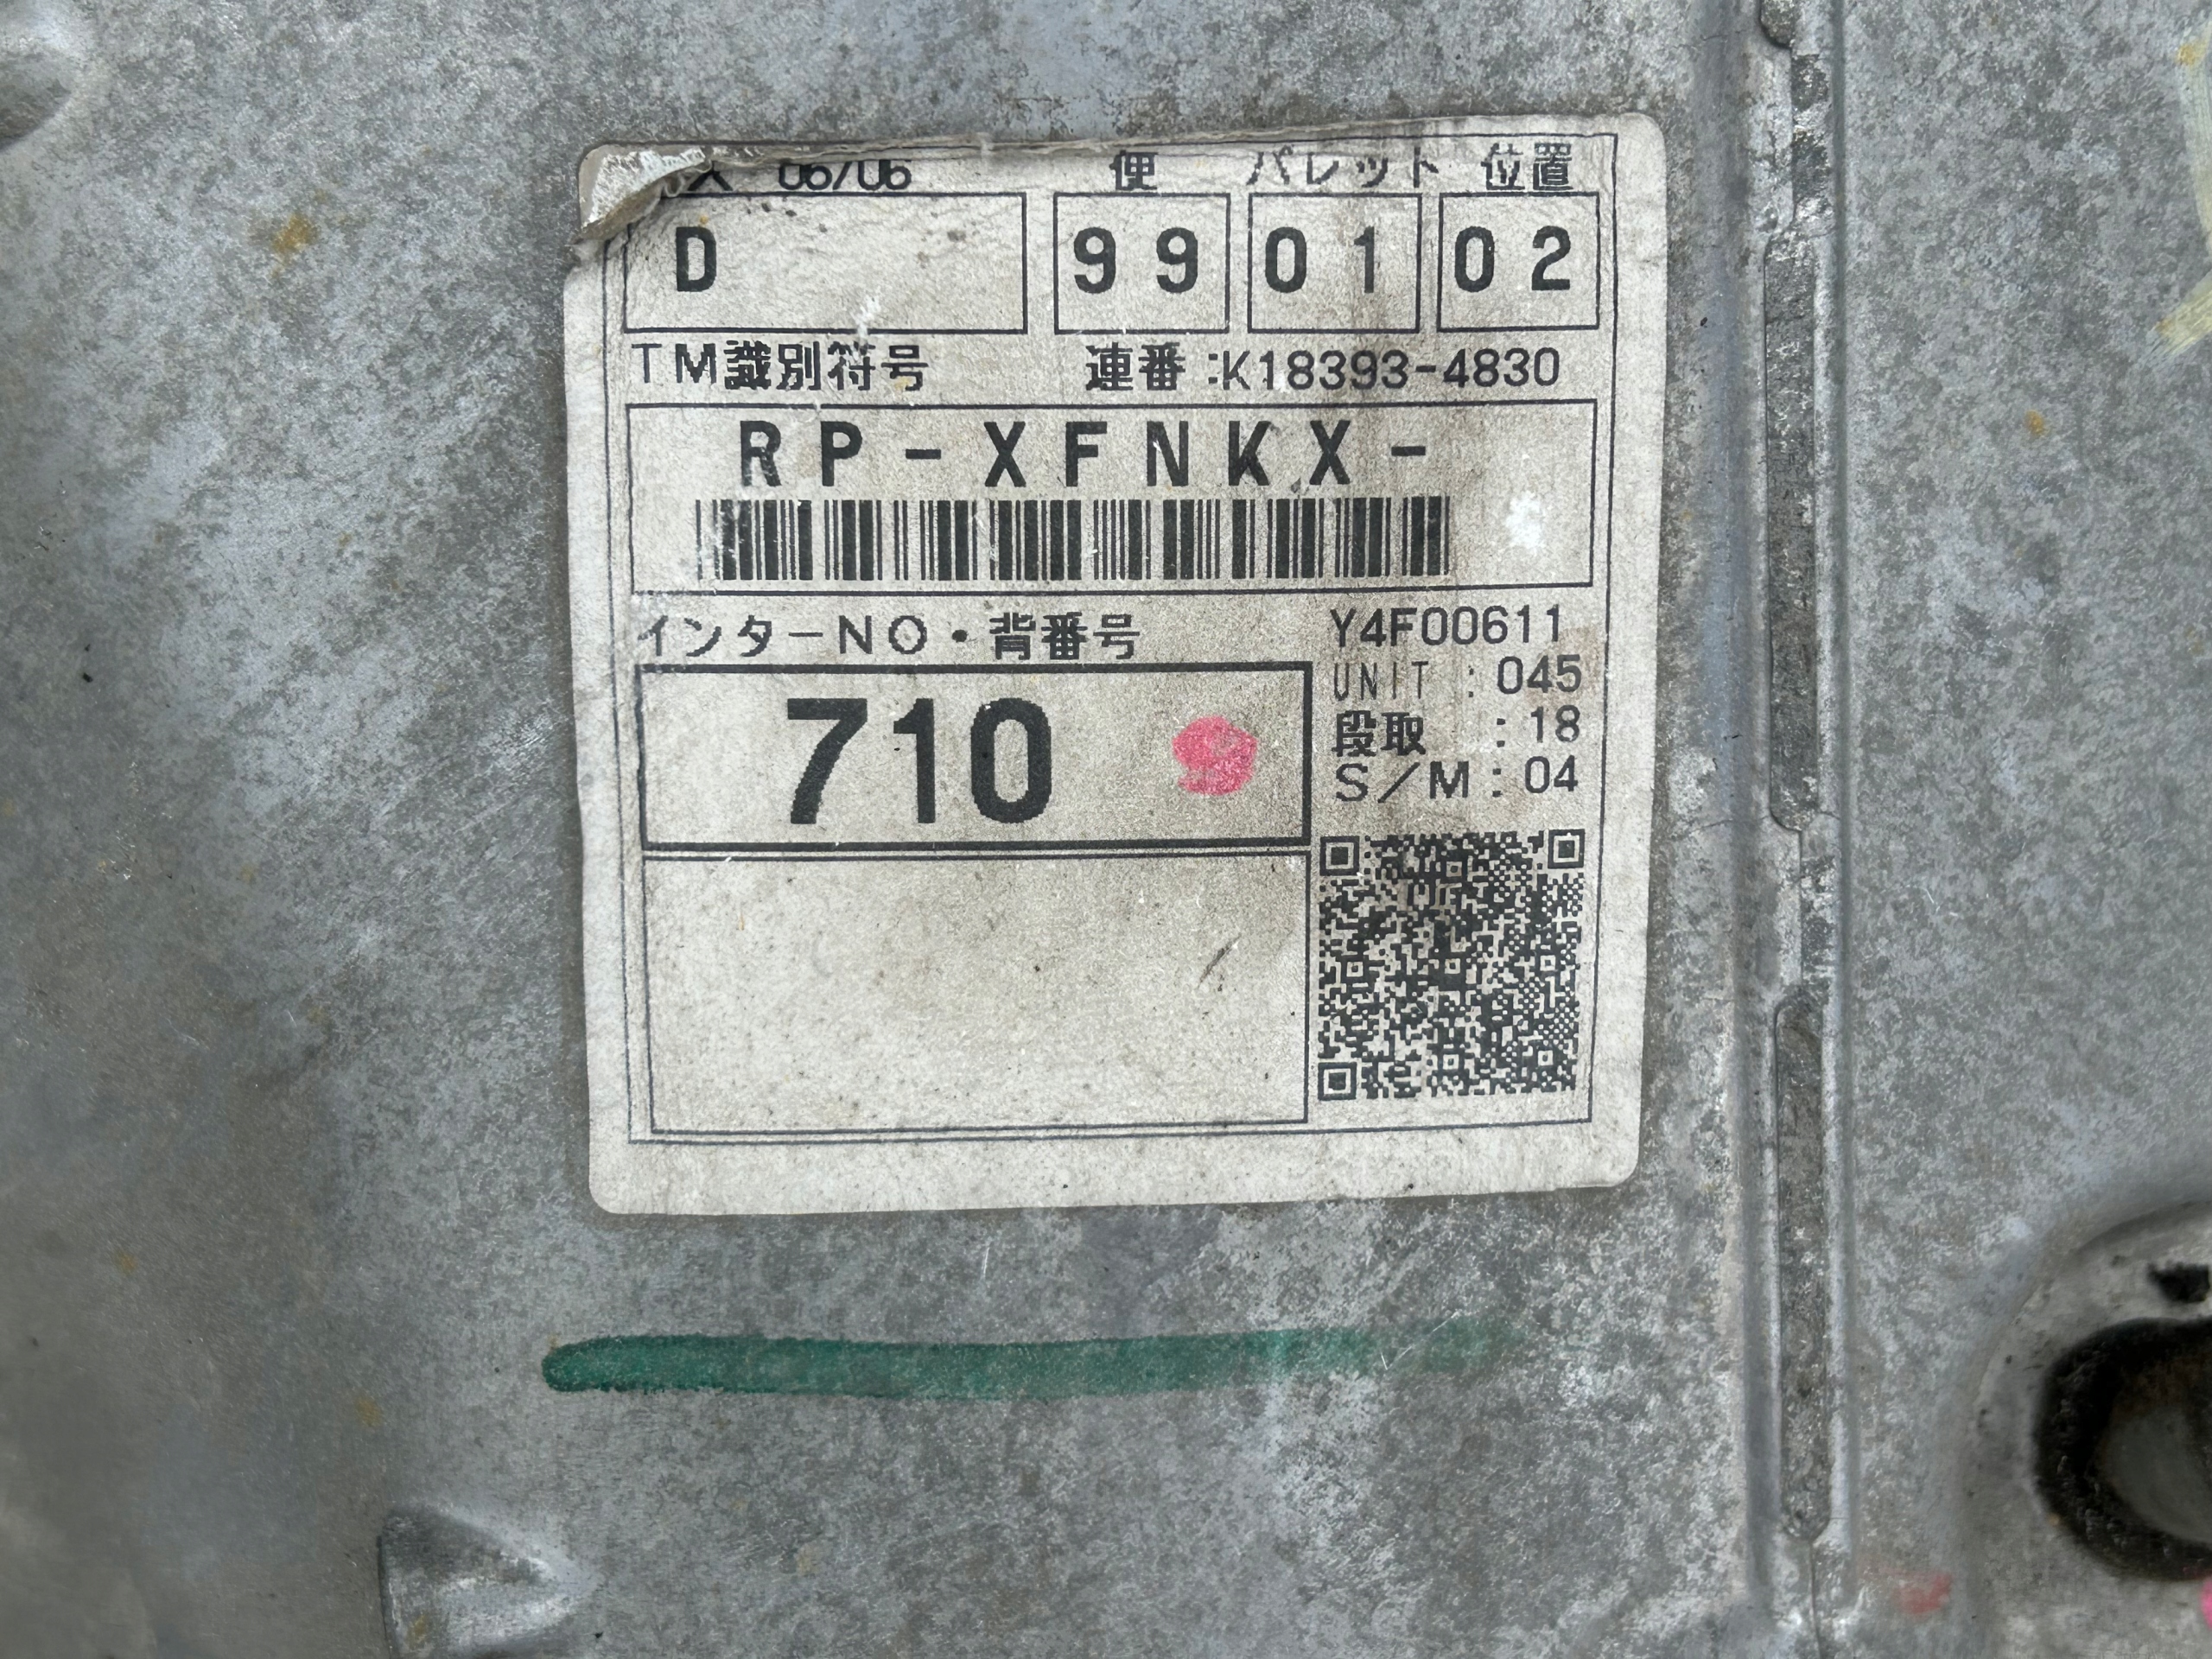 06/06 便 パレット 位置
D 99 01 02
TM識別符号 連番:K18393-4830
RP-XFNKX-
インターNO・背番号 Y4F00611
710 UNIT:045
段取:18
S/M:04